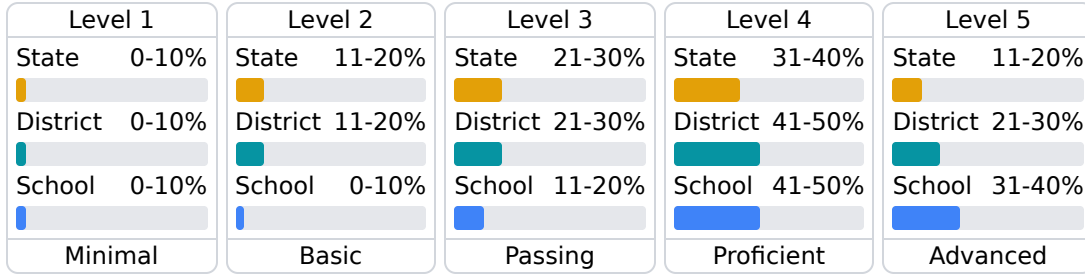 Level 1
State 0-10%
District 0-10%
School 0-10%
Minimal
Level 2
State 11-20%
District 11-20%
School 0-10%
Basic
Level 3
State 21-30%
District 21-30%
School 11-20%
Passing
Level 4
State 31-40%
District 41-50%
School 41-50%
Proficient
Level 5
State 11-20%
District 21-30%
School 31-40%
Advanced